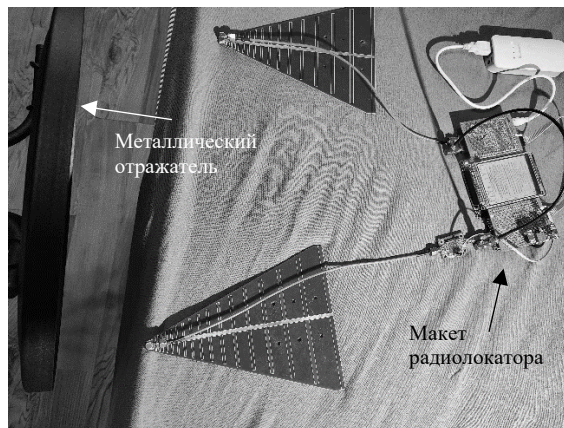 Металлический
отражатель
Макет
радиолокатора